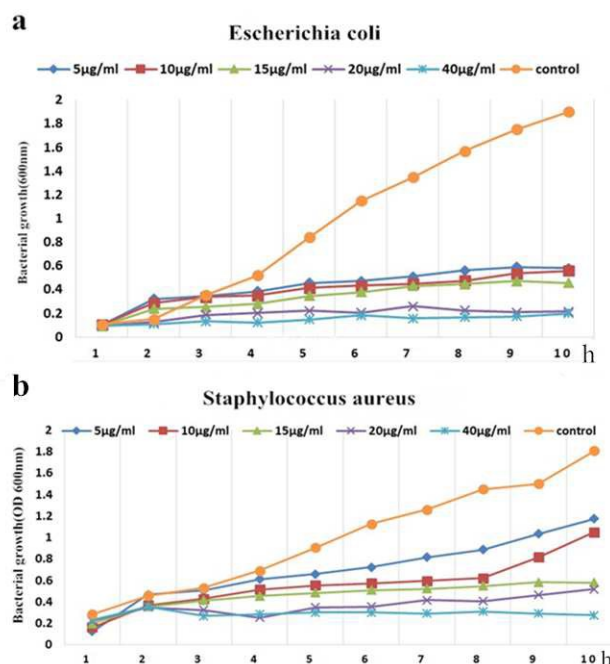 a
Escherichia coli
5µg/ml 10µg/ml 15µg/ml 20µg/ml 40µg/ml control
Bacterial growth(600nm)
2
1.8
1.6
1.4
1.2
1
0.8
0.6
0.4
0.2
0
1 2 3 4 5 6 7 8 9 10 h
b
Staphylococcus aureus
5µg/ml 10µg/ml 15µg/ml 20µg/ml 40µg/ml control
Bacterial growth(OD 600nm)
2
1.8
1.6
1.4
1.2
1
0.8
0.6
0.4
0.2
0
1 2 3 4 5 6 7 8 9 10 h